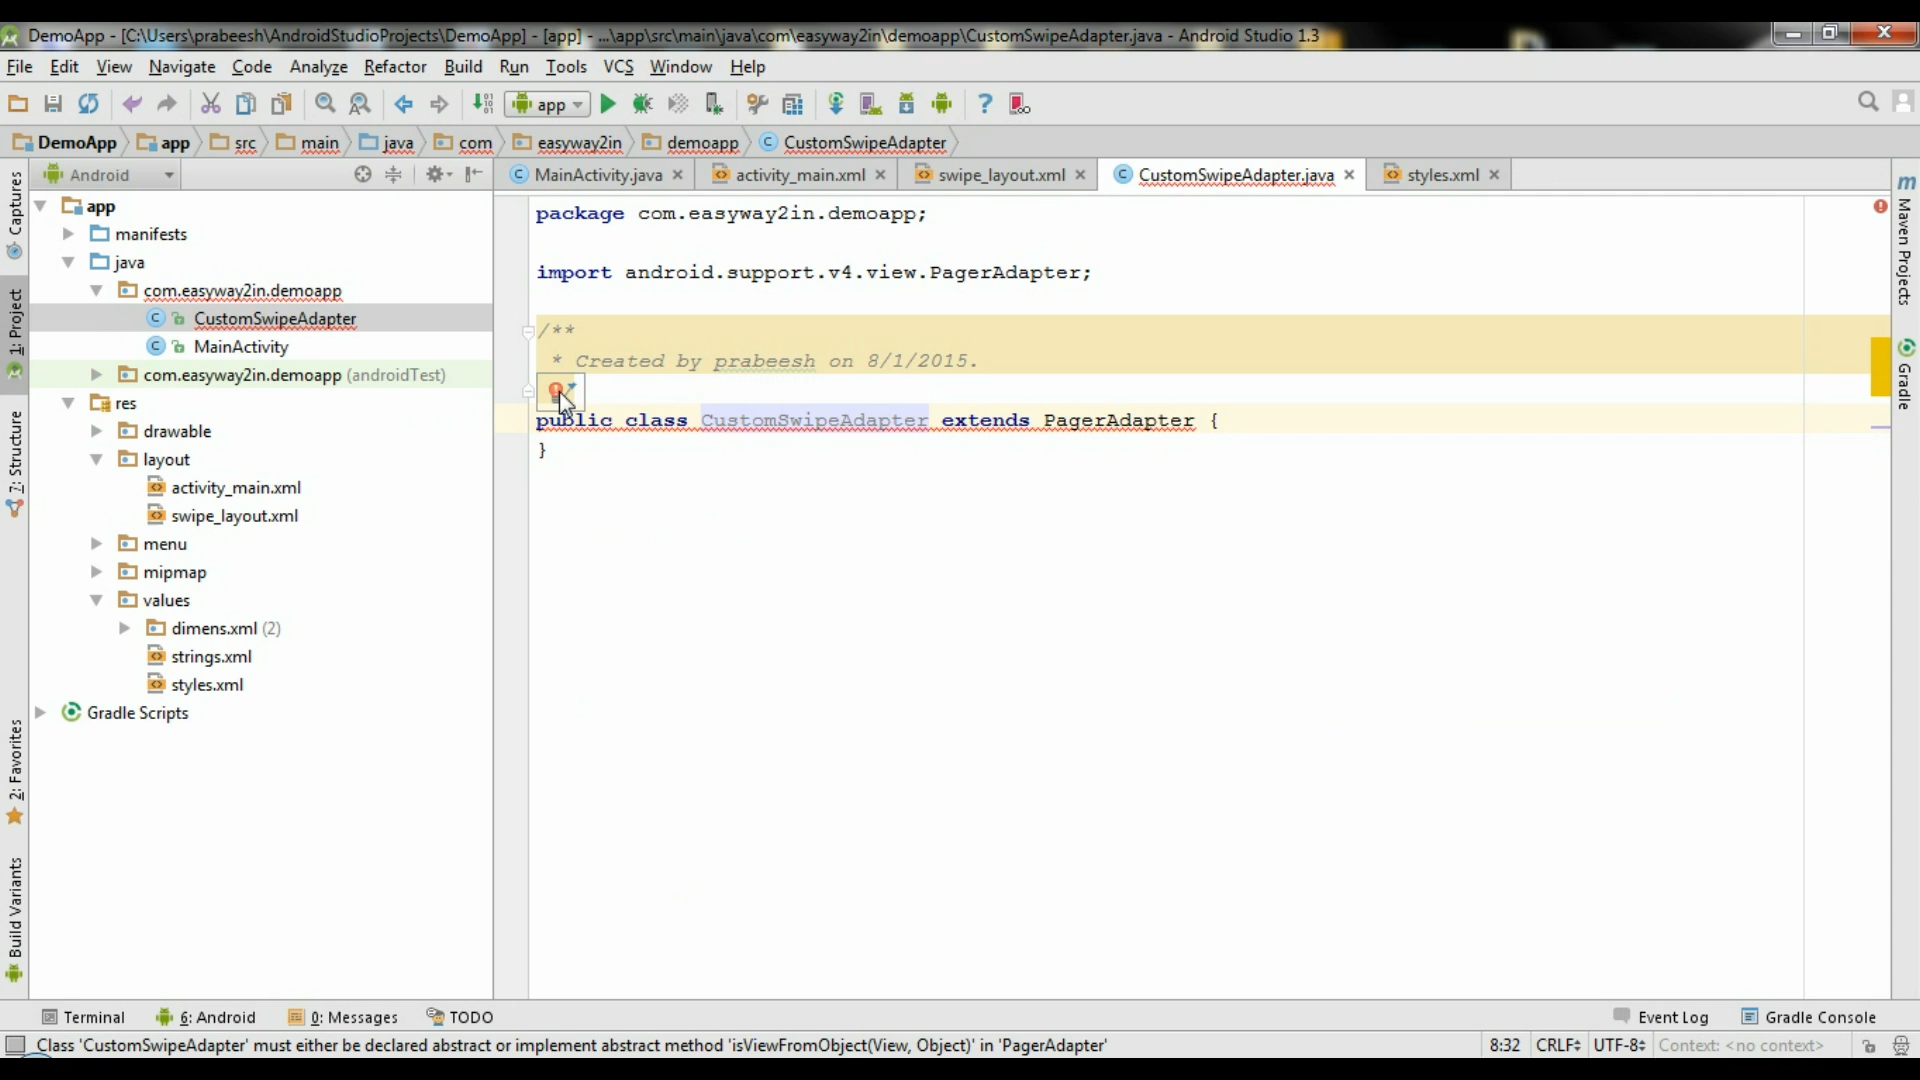 DemoApp - [C:\Users\prabeesh\AndroidStudioProjects\DemoApp] - [app] - ...\app\src\main\java\com\easyway2in\demoapp\CustomSwipeAdapter.java - Android Studio 1.3
File Edit View Navigate Code Analyze Refactor Build Run Tools VCS Window Help
app
DemoApp app src main java com easyway2in demoapp CustomSwipeAdapter
Android
MainActivity.java activity_main.xml swipe_layout.xml CustomSwipeAdapter.java styles.xml
Captures
1: Project
7: Structure
2: Favorites
Build Variants
app
manifests
java
com.easyway2in.demoapp
CustomSwipeAdapter
MainActivity
com.easyway2in.demoapp (androidTest)
res
drawable
layout
activity_main.xml
swipe_layout.xml
menu
mipmap
values
dimens.xml (2)
strings.xml
styles.xml
Gradle Scripts
package com.easyway2in.demoapp;
import android.support.v4.view.PagerAdapter;
/**
* Created by prabeesh on 8/1/2015.
public class CustomSwipeAdapter extends PagerAdapter {
}
Maven Projects
Gradle
Terminal 6: Android 0: Messages TODO Event Log Gradle Console
Class 'CustomSwipeAdapter' must either be declared abstract or implement abstract method 'isViewFromObject(View, Object)' in 'PagerAdapter' 8:32 CRLF UTF-8 Context: <no context>